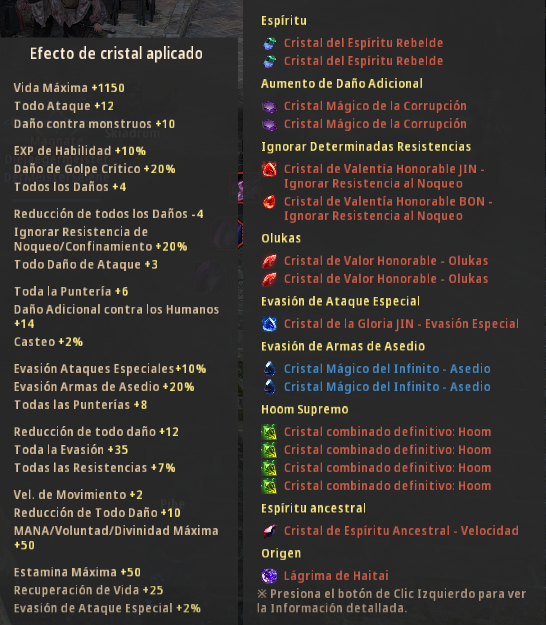 Efecto de cristal aplicado
Vida Máxima +1150
Todo Ataque +12
Daño contra monstruos +10
EXP de Habilidad +10%
Daño de Golpe Crítico +20%
Todos los Daños +4
Reducción de todos los Daños -4
Ignorar Resistencia de
Noqueo/Confinamiento +20%
Todo Daño de Ataque +3
Toda la Puntería +6
Daño Adicional contra los Humanos
+14
Casteo +2%
Evasión Ataques Especiales+10%
Evasión Armas de Asedio +20%
Todas las Punterías +8
Reducción de todo daño +12
Toda la Evasión +35
Todas las Resistencias +7%
Vel. de Movimiento +2
Reducción de Todo Daño +10
MANA/Voluntad/Divinidad Máxima
+50
Estamina Máxima +50
Recuperación de Vida +25
Evasión de Ataque Especial +2%
Espíritu
Cristal del Espíritu Rebelde
Cristal del Espíritu Rebelde
Aumento de Daño Adicional
Cristal Mágico de la Corrupción
Cristal Mágico de la Corrupción
Ignorar Determinadas Resistencias
Cristal de Valentía Honorable JIN -
Ignorar Resistencia al Noqueo
Cristal de Valentía Honorable BON -
Ignorar Resistencia al Noqueo
Olukas
Cristal de Valor Honorable - Olukas
Cristal de Valor Honorable - Olukas
Evasión de Ataque Especial
Cristal de la Gloria JIN - Evasión Especial
Evasión de Armas de Asedio
Cristal Mágico del Infinito - Asedio
Cristal Mágico del Infinito - Asedio
Hoom Supremo
Cristal combinado definitivo: Hoom
Cristal combinado definitivo: Hoom
Cristal combinado definitivo: Hoom
Cristal combinado definitivo: Hoom
Espíritu ancestral
Cristal de Espíritu Ancestral - Velocidad
Origen
Lágrima de Haitai
※ Presiona el botón de Clic Izquierdo para ver
la Información detallada.